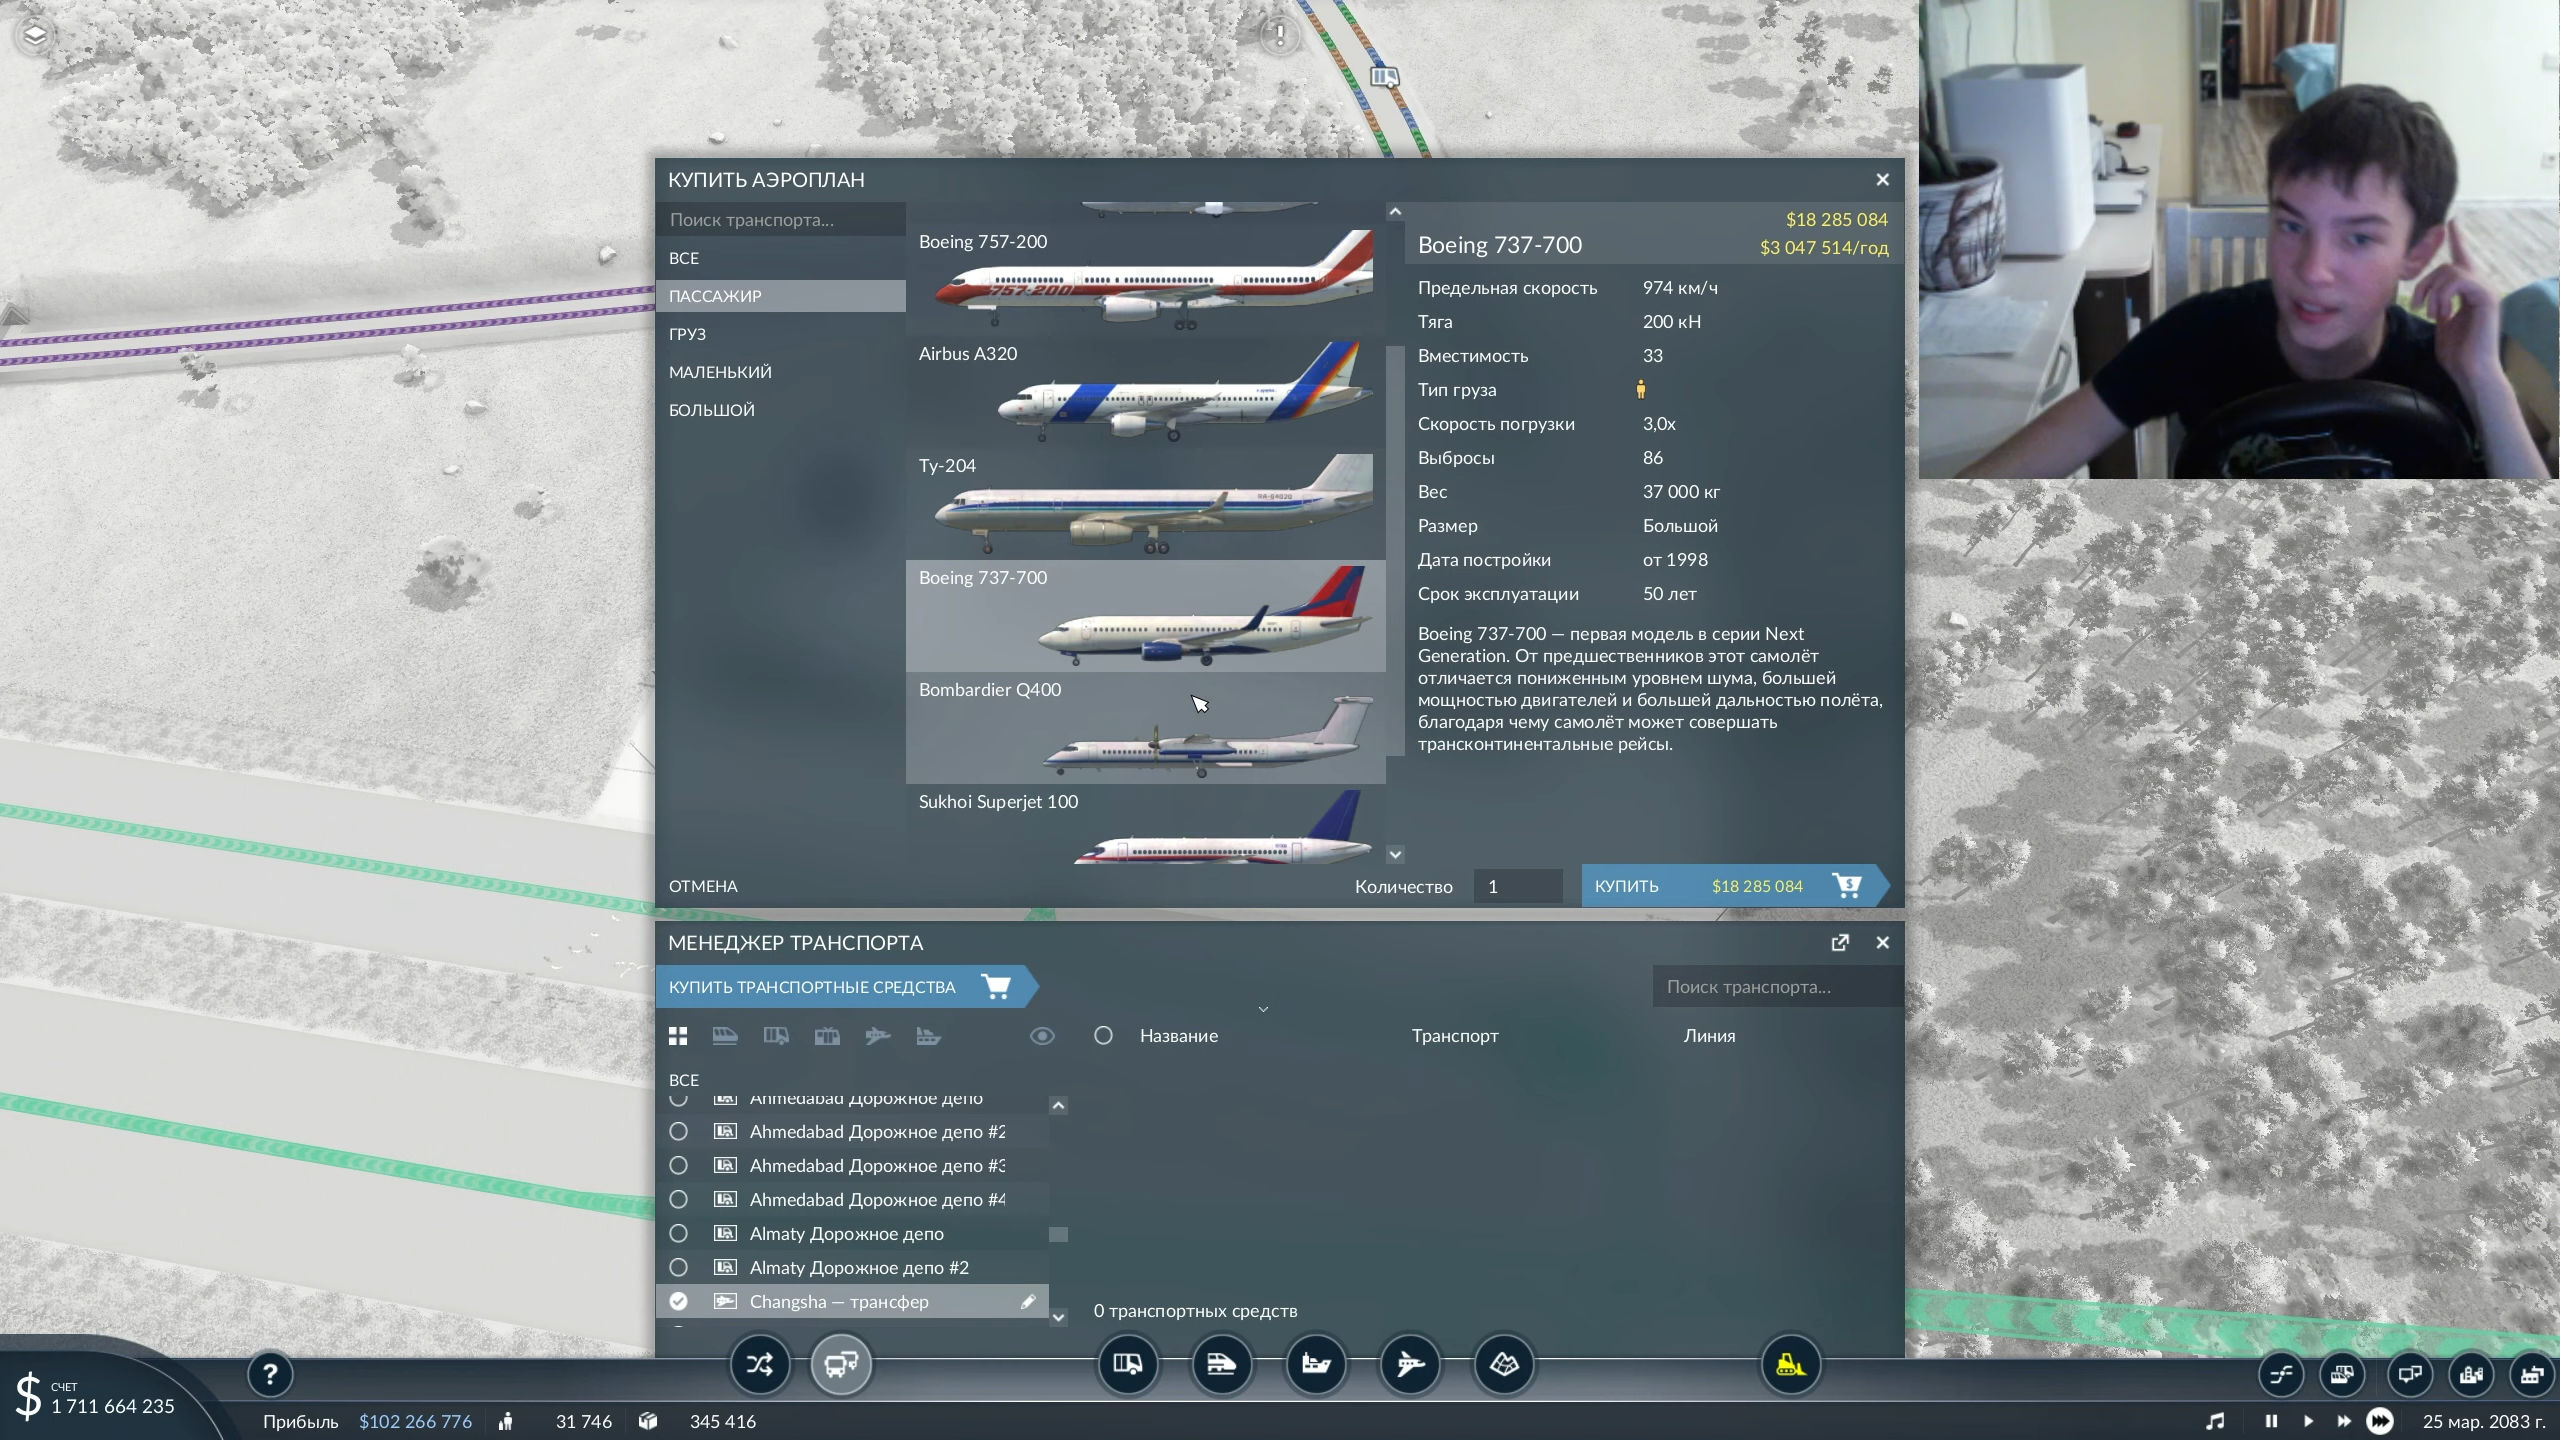 КУПИТЬ АЭРОПЛАН
Поиск транспорта...
ВСЕ
ПАССАЖИР
ГРУЗ
МАЛЕНЬКИЙ
БОЛЬШОЙ
Boeing 757-200
757-200
Airbus A320
Ту-204
Boeing 737-700
Bombardier Q400
Sukhoi Superjet 100
$18 285 084
Boeing 737-700
$3 047 514/год
Предельная скорость 974 км/ч
Тяга 200 кН
Вместимость 33
Тип груза
Скорость погрузки 3,0x
Выбросы 86
Вес 37 000 кг
Размер Большой
Дата постройки от 1998
Срок эксплуатации 50 лет
Boeing 737-700 — первая модель в серии Next
Generation. От предшественников этот самолёт
отличается пониженным уровнем шума, большей
мощностью двигателей и большей дальностью полёта,
благодаря чему самолёт может совершать
трансконтинентальные рейсы.
ОТМЕНА
Количество 1
КУПИТЬ $18 285 084
МЕНЕДЖЕР ТРАНСПОРТА
КУПИТЬ ТРАНСПОРТНЫЕ СРЕДСТВА
Поиск транспорта...
Название Транспорт Линия
ВСЕ
Ahmedabad Дорожное депо
Ahmedabad Дорожное депо #2
Ahmedabad Дорожное депо #3
Ahmedabad Дорожное депо #4
Almaty Дорожное депо
Almaty Дорожное депо #2
Changsha — трансфер
0 транспортных средств
?
$ СЧЕТ
1 711 664 235
Прибыль $102 266 776 31 746 345 416
25 мар. 2083 г.